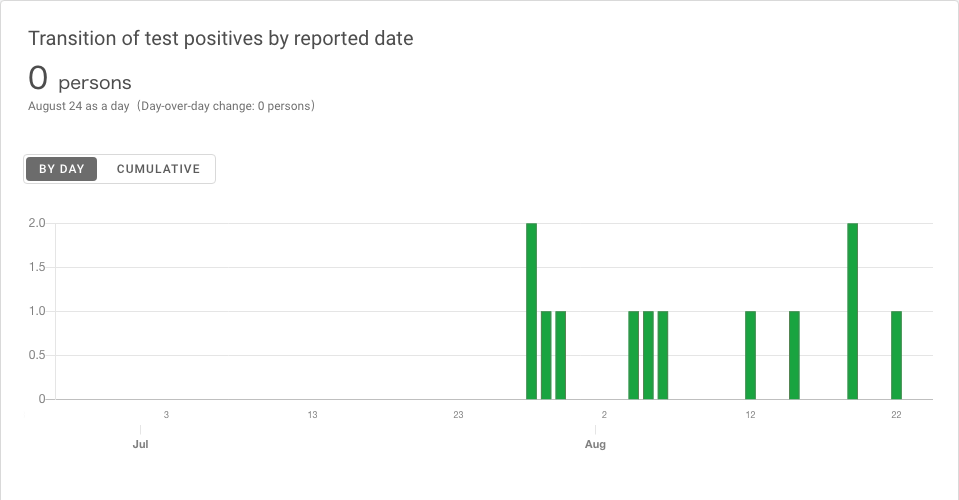 Transition of test positives by reported date
0 persons
August 24 as a day (Day-over-day change: 0 persons)
BY DAY CUMULATIVE
2.0
1.5
1.0
0.5
0
3 13 23 2 12 22
Jul Aug